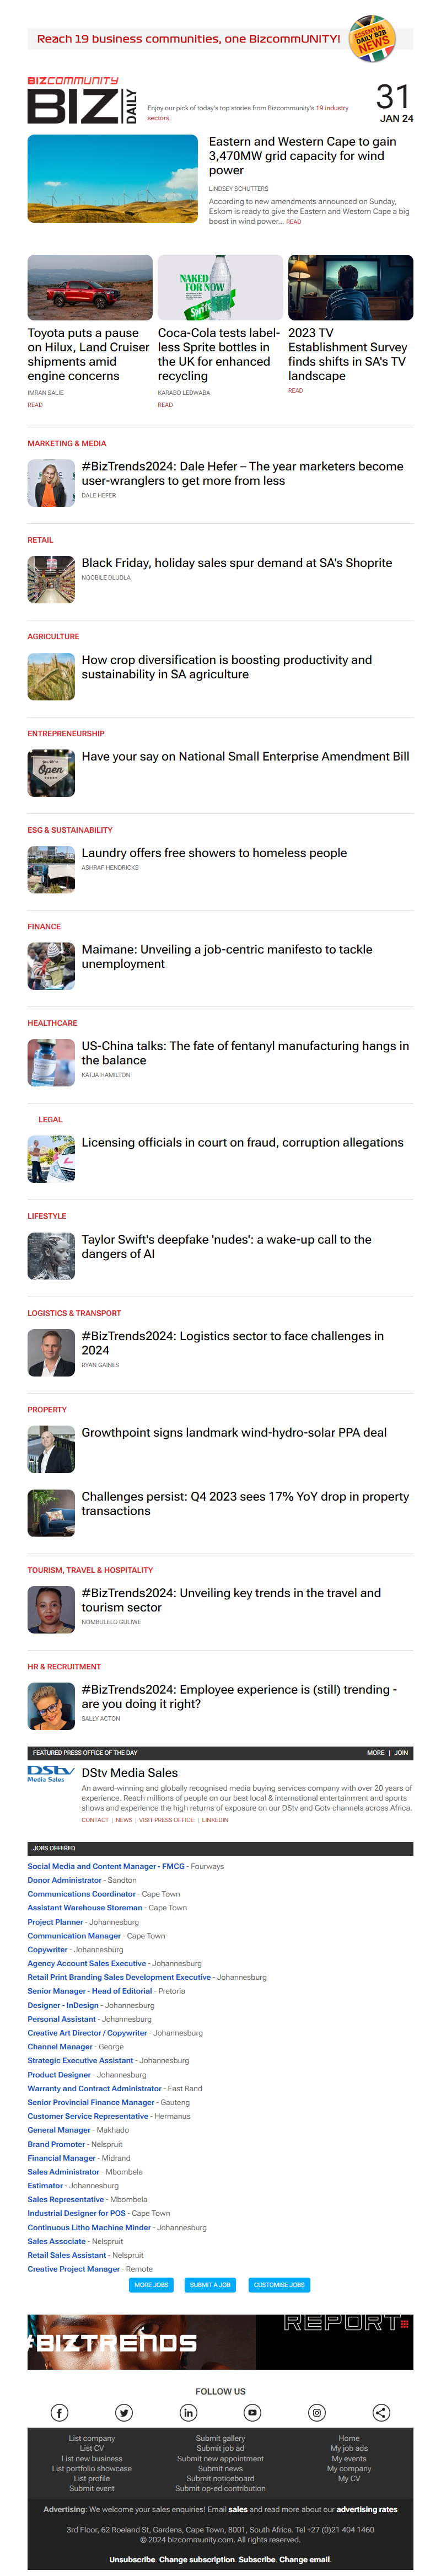 Reach 19 business communities, one BizcommUNITY!
ESSENTIAL
DAILY B2B
NEWS
BIZCOMMUNITY
BIZ DAILY
Enjoy our pick of today's top stories from Bizcommunity's 19 industry
sectors.
31
JAN 24
Eastern and Western Cape to gain
3,470MW grid capacity for wind
power
LINDSEY SCHUTTERS
According to new amendments announced on Sunday,
Eskom is ready to give the Eastern and Western Cape a big
boost in wind power... READ
NAKED
FOR NOW
Sprite
Toyota puts a pause
on Hilux, Land Cruiser
shipments amid
engine concerns
IMRAN SALIE
READ
Coca-Cola tests label-
less Sprite bottles in
the UK for enhanced
recycling
KARABO LEDWABA
READ
2023 TV
Establishment Survey
finds shifts in SA's TV
landscape
READ
MARKETING & MEDIA
#BizTrends2024: Dale Hefer – The year marketers become
user-wranglers to get more from less
DALE HEFER
RETAIL
Black Friday, holiday sales spur demand at SA's Shoprite
NQOBILE DLUDLA
AGRICULTURE
How crop diversification is boosting productivity and
sustainability in SA agriculture
ENTREPRENEURSHIP
Open
Have your say on National Small Enterprise Amendment Bill
ESG & SUSTAINABILITY
Laundry offers free showers to homeless people
ASHRAF HENDRICKS
FINANCE
Maimane: Unveiling a job-centric manifesto to tackle
unemployment
HEALTHCARE
US-China talks: The fate of fentanyl manufacturing hangs in
the balance
KATJA HAMILTON
LEGAL
Licensing officials in court on fraud, corruption allegations
LIFESTYLE
Taylor Swift's deepfake 'nudes': a wake-up call to the
dangers of AI
LOGISTICS & TRANSPORT
#BizTrends2024: Logistics sector to face challenges in
2024
RYAN GAINES
PROPERTY
Growthpoint signs landmark wind-hydro-solar PPA deal
Challenges persist: Q4 2023 sees 17% YoY drop in property
transactions
TOURISM, TRAVEL & HOSPITALITY
#BizTrends2024: Unveiling key trends in the travel and
tourism sector
NOMBULELO GULIWE
HR & RECRUITMENT
#BizTrends2024: Employee experience is (still) trending -
are you doing it right?
SALLY ACTON
FEATURED PRESS OFFICE OF THE DAY MORE | JOIN
DStv
Media Sales
DStv Media Sales
An award-winning and globally recognised media buying services company with over 20 years of
experience. Reach millions of people on our best local & international entertainment and sports
shows and experience the high returns of exposure on our DStv and Gotv channels across Africa.
CONTACT | NEWS | VISIT PRESS OFFICE | LINKEDIN
JOBS OFFERED
Social Media and Content Manager - FMCG - Fourways
Donor Administrator - Sandton
Communications Coordinator - Cape Town
Assistant Warehouse Storeman - Cape Town
Project Planner - Johannesburg
Communication Manager - Cape Town
Copywriter - Johannesburg
Agency Account Sales Executive - Johannesburg
Retail Print Branding Sales Development Executive - Johannesburg
Senior Manager - Head of Editorial - Pretoria
Designer - InDesign - Johannesburg
Personal Assistant - Johannesburg
Creative Art Director / Copywriter - Johannesburg
Channel Manager - George
Strategic Executive Assistant - Johannesburg
Product Designer - Johannesburg
Warranty and Contract Administrator - East Rand
Senior Provincial Finance Manager - Gauteng
Customer Service Representative - Hermanus
General Manager - Makhado
Brand Promoter - Nelspruit
Financial Manager - Midrand
Sales Administrator - Mbombela
Estimator - Johannesburg
Sales Representative - Mbombela
Industrial Designer for POS - Cape Town
Continuous Litho Machine Minder - Johannesburg
Sales Associate - Nelspruit
Retail Sales Assistant - Nelspruit
Creative Project Manager - Remote
MORE JOBS SUBMIT A JOB CUSTOMISE JOBS
#BIZTRENDS REPORT
FOLLOW US
List company
List CV
List new business
List portfolio showcase
List profile
Submit event
Submit gallery
Submit job ad
Submit new appointment
Submit news
Submit noticeboard
Submit op-ed contribution
Home
My job ads
My events
My company
My CV
Advertising: We welcome your sales enquiries! Email sales and read more about our advertising rates
3rd Floor, 62 Roeland St, Gardens, Cape Town, 8001, South Africa. Tel +27 (0)21 404 1460
© 2024 bizcommunity.com. All rights reserved.
Unsubscribe. Change subscription. Subscribe. Change email.